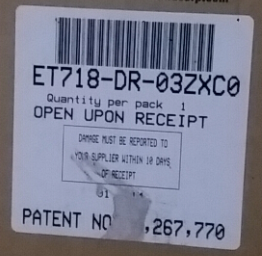 ET718-DR-03ZXC0
Quantity per pack 1
OPEN UPON RECEIPT
DAMAGE MUST BE REPORTED TO
YOUR SUPPLIER WITHIN 10 DAYS
OF RECEIPT
PATENT NO ,267,770